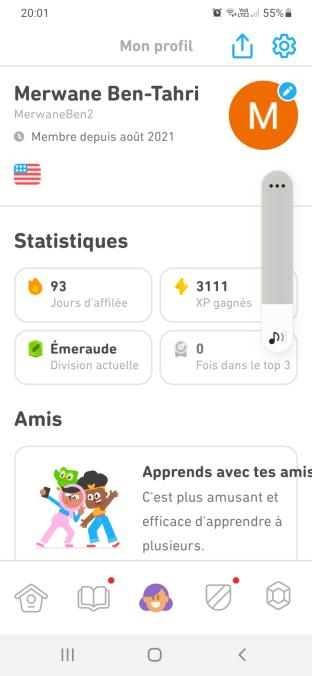 20:01
Vo)) LTE2 55%
Mon profil
Merwane Ben-Tahri
MerwaneBen2
Membre depuis août 2021
M
Statistiques
93
Jours d'affilée
3111
XP gagnés
Émeraude
Division actuelle
0
Fois dans le top 3
Amis
Apprends avec tes amis
C'est plus amusant et
efficace d'apprendre à
plusieurs.